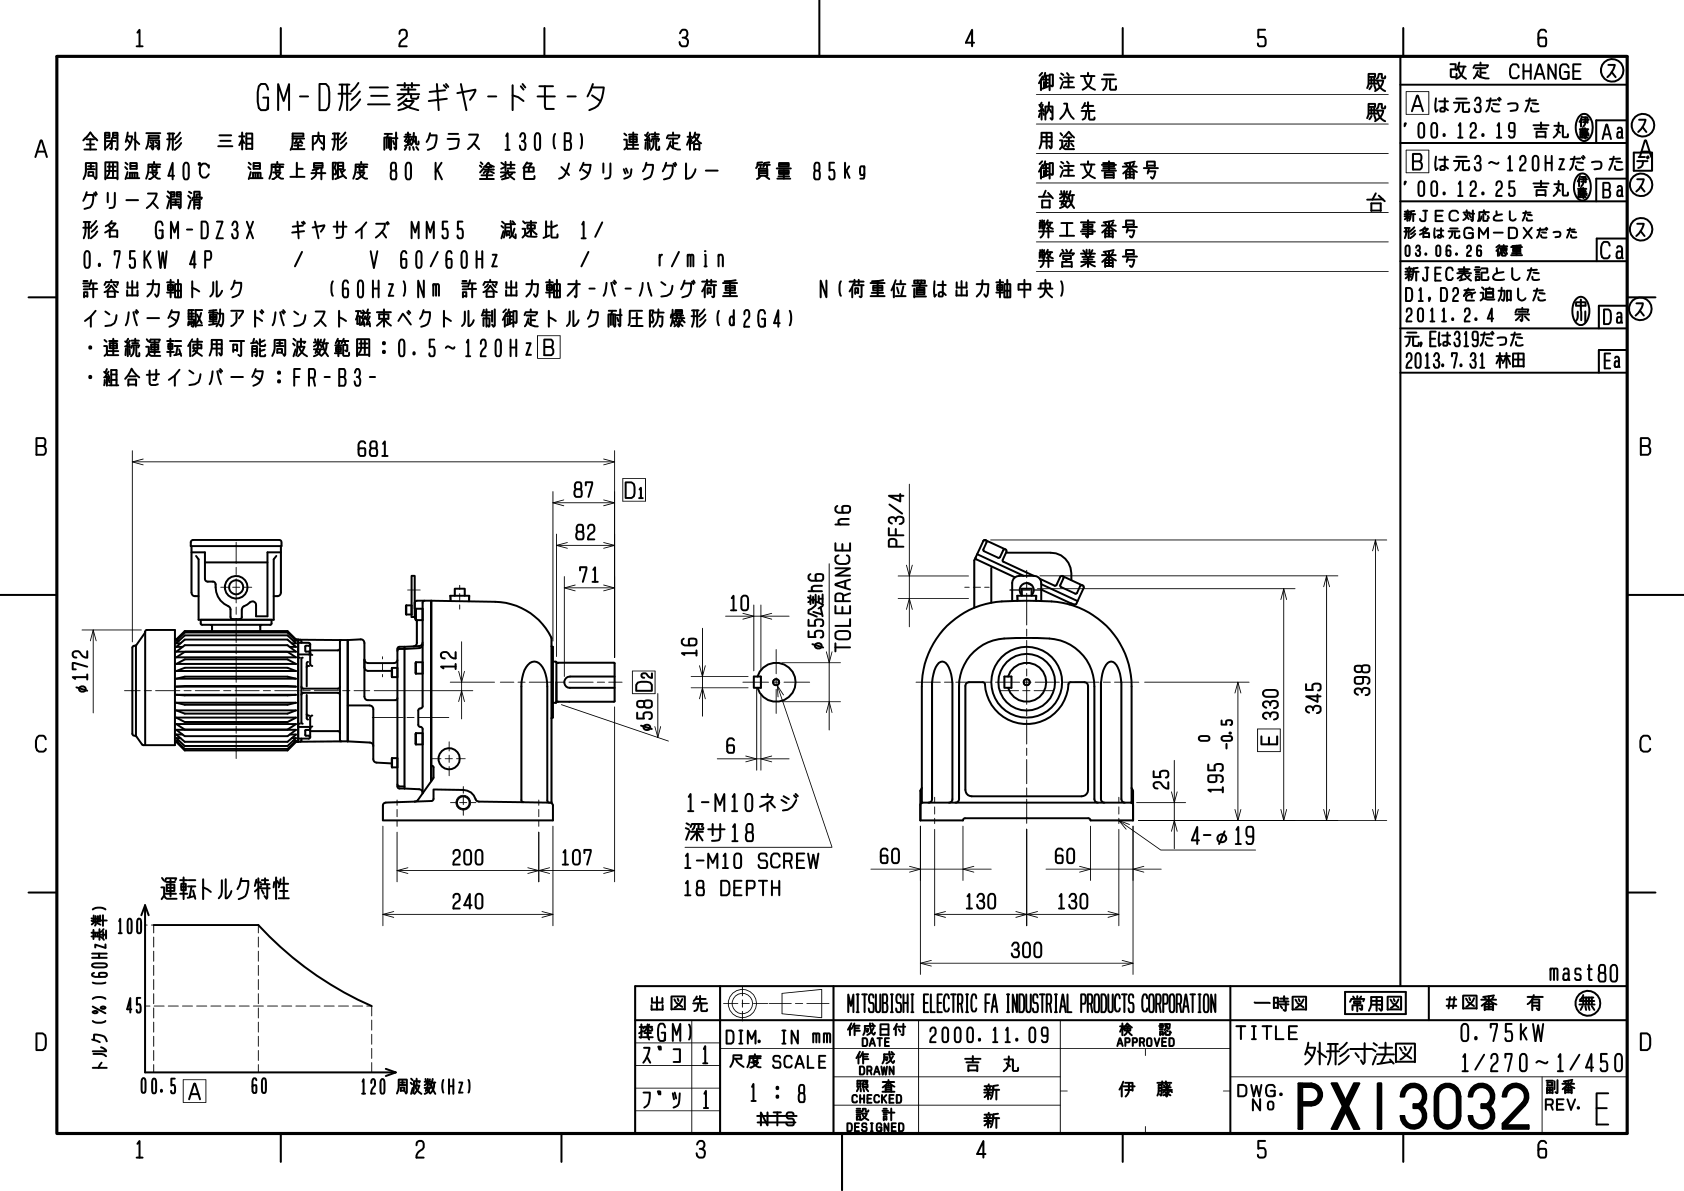 1 2 3 4 5 6
A
B
C
D
GM-D形三菱ギヤードモータ
全閉外扇形 三相 屋内形 耐熱クラス 130(B) 連続定格
周囲温度40℃ 温度上昇限度 80 K 塗装色 メタリックグレー 質量 85kg
グリース潤滑
形名 GM-DZ3X ギヤサイズ MM55 減速比 1/
0.75KW 4P / V 60/60Hz / r/min
許容出力軸トルク (60Hz)Nm 許容出力軸オーバーハング荷重 N(荷重位置は出力軸中央)
インバータ駆動アドバンスト磁束ベクトル制御定トルク耐圧防爆形(d2G4)
・連続運転使用可能周波数範囲:0.5~120Hz B
・組合せインバータ:FR-B3-
御注文元 殿
納入先 殿
用途
御注文書番号
台数 台
弊工事番号
弊営業番号
改定 CHANGE ス
A は元3だった
'00.12.19 吉丸 伊藤 Aa ス
B は元3~120Hzだった
'00.12.25 吉丸 伊藤 Ba ス
新JEC対応とした
形名は元GM-DXだった
03.06.26 徳重 Ca ス
新JEC表記とした
D1,D2を追加した
2011.2.4 宗 Da ス
元,Eは319だった
2013.7.31 林田 Ea
A
B
C
D
681
87 D1
82
71
φ172
12
φ58 D2
200 107
240
10
16
6
φ55公差h6
TOLERANCE h6
1-M10ネジ
深サ18
1-M10 SCREW
18 DEPTH
PF3/4
398
345
E 330
195 0 -0.5
25
4-φ19
60 60
130 130
300
運転トルク特性
トルク(%)(60Hz基準)
100
45
0 0.5 A 60 120 周波数(Hz)
mast80
出図先
GM)
ズコ 1
ブツ 1
DIM. IN mm
尺度 SCALE
1 : 8
NTS
MITSUBISHI ELECTRIC FA INDUSTRIAL PRODUCTS CORPORATION
作成日付 DATE 2000.11.09
作成 DRAWN 吉丸
照査 CHECKED 新
設計 DESIGNED 新
検認 APPROVED
伊藤
一時図 常用図 #図番 有 無
TITLE 0.75kW
外形寸法図 1/270~1/450
DWG. No PX13032 副番 REV. E
1 2 3 4 5 6